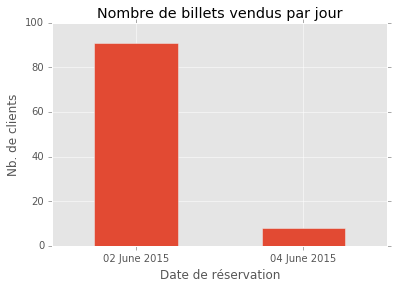 Nombre de billets vendus par jour
100
80
60
40
20
0
Nb. de clients
02 June 2015
04 June 2015
Date de réservation